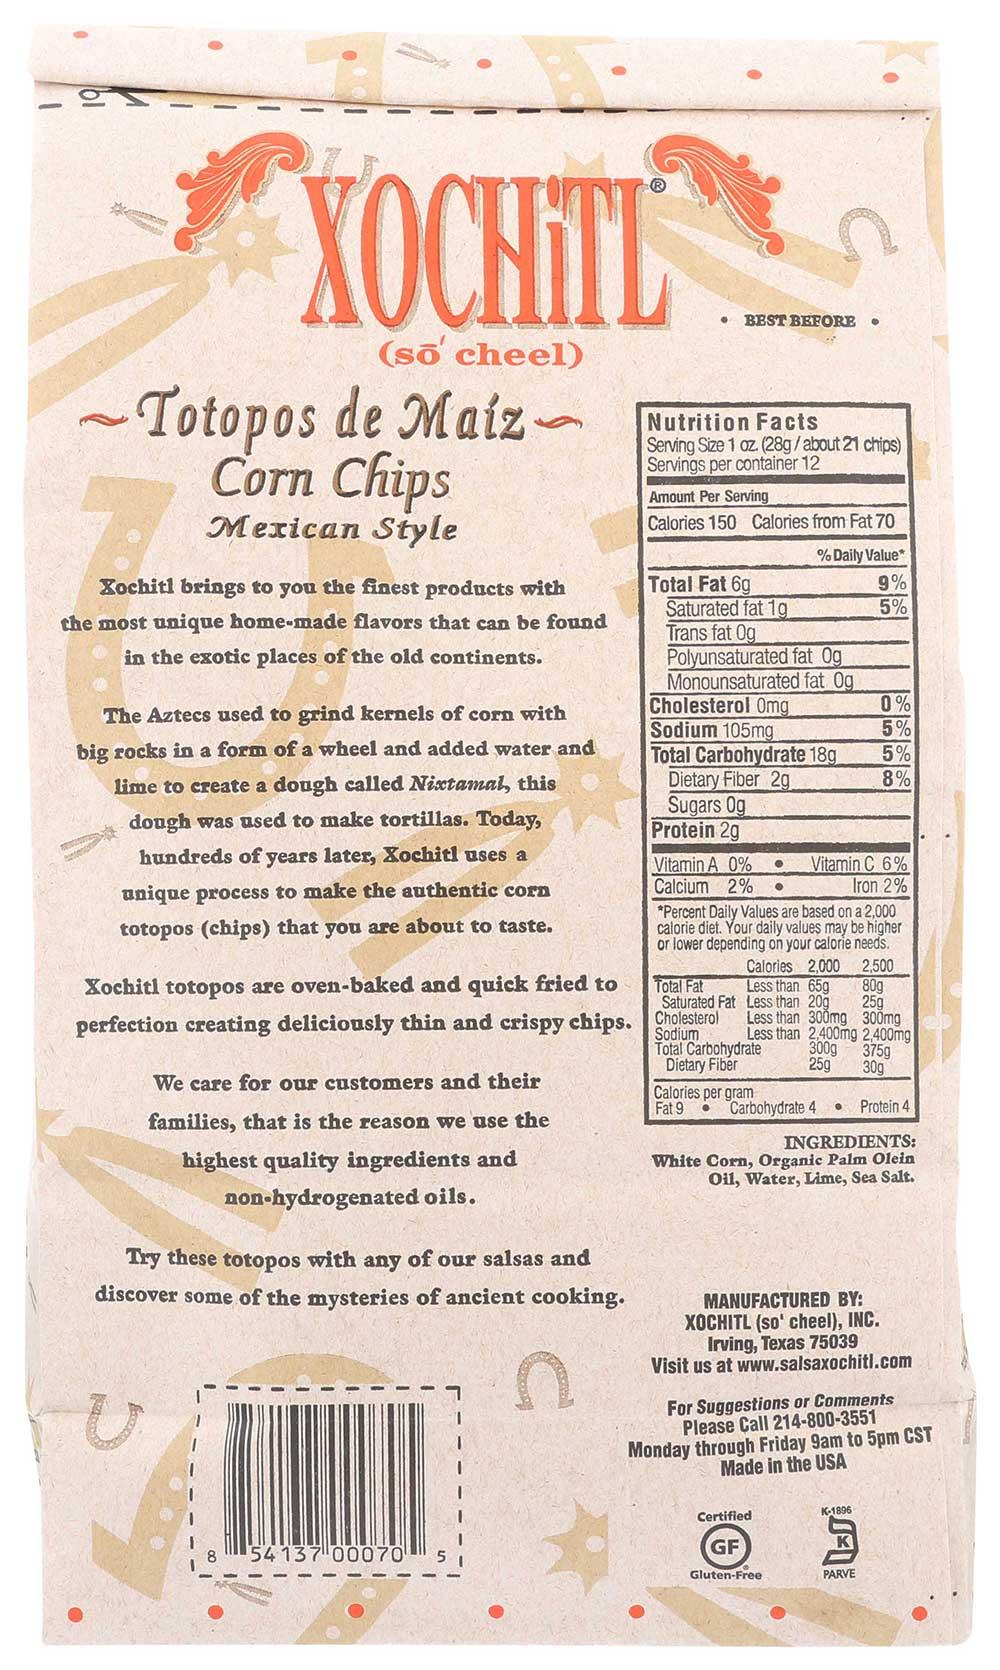 XOCHiTL®
(sō' cheel)
• BEST BEFORE •
Totopos de Maíz
Corn Chips
Mexican Style
Xochitl brings to you the finest products with
the most unique home-made flavors that can be found
in the exotic places of the old continents.
The Aztecs used to grind kernels of corn with
big rocks in a form of a wheel and added water and
lime to create a dough called Nixtamal, this
dough was used to make tortillas. Today,
hundreds of years later, Xochitl uses a
unique process to make the authentic corn
totopos (chips) that you are about to taste.
Xochitl totopos are oven-baked and quick fried to
perfection creating deliciously thin and crispy chips.
We care for our customers and their
families, that is the reason we use the
highest quality ingredients and
non-hydrogenated oils.
Try these totopos with any of our salsas and
discover some of the mysteries of ancient cooking.
8 54137 00070 5
Nutrition Facts
Serving Size 1 oz. (28g / about 21 chips)
Servings per container 12
Amount Per Serving
Calories 150 Calories from Fat 70
% Daily Value*
Total Fat 6g 9%
Saturated fat 1g 5%
Trans fat 0g
Polyunsaturated fat 0g
Monounsaturated fat 0g
Cholesterol 0mg 0%
Sodium 105mg 5%
Total Carbohydrate 18g 5%
Dietary Fiber 2g 8%
Sugars 0g
Protein 2g
Vitamin A 0% • Vitamin C 6%
Calcium 2% • Iron 2%
*Percent Daily Values are based on a 2,000
calorie diet. Your daily values may be higher
or lower depending on your calorie needs.
Calories 2,000 2,500
Total Fat Less than 65g 80g
Saturated Fat Less than 20g 25g
Cholesterol Less than 300mg 300mg
Sodium Less than 2,400mg 2,400mg
Total Carbohydrate 300g 375g
Dietary Fiber 25g 30g
Calories per gram
Fat 9 • Carbohydrate 4 • Protein 4
INGREDIENTS:
White Corn, Organic Palm Olein
Oil, Water, Lime, Sea Salt.
MANUFACTURED BY:
XOCHITL (so' cheel), INC.
Irving, Texas 75039
Visit us at www.salsaxochitl.com
For Suggestions or Comments
Please Call 214-800-3551
Monday through Friday 9am to 5pm CST
Made in the USA
Certified
GF®
Gluten-Free
K-1896
K
PARVE